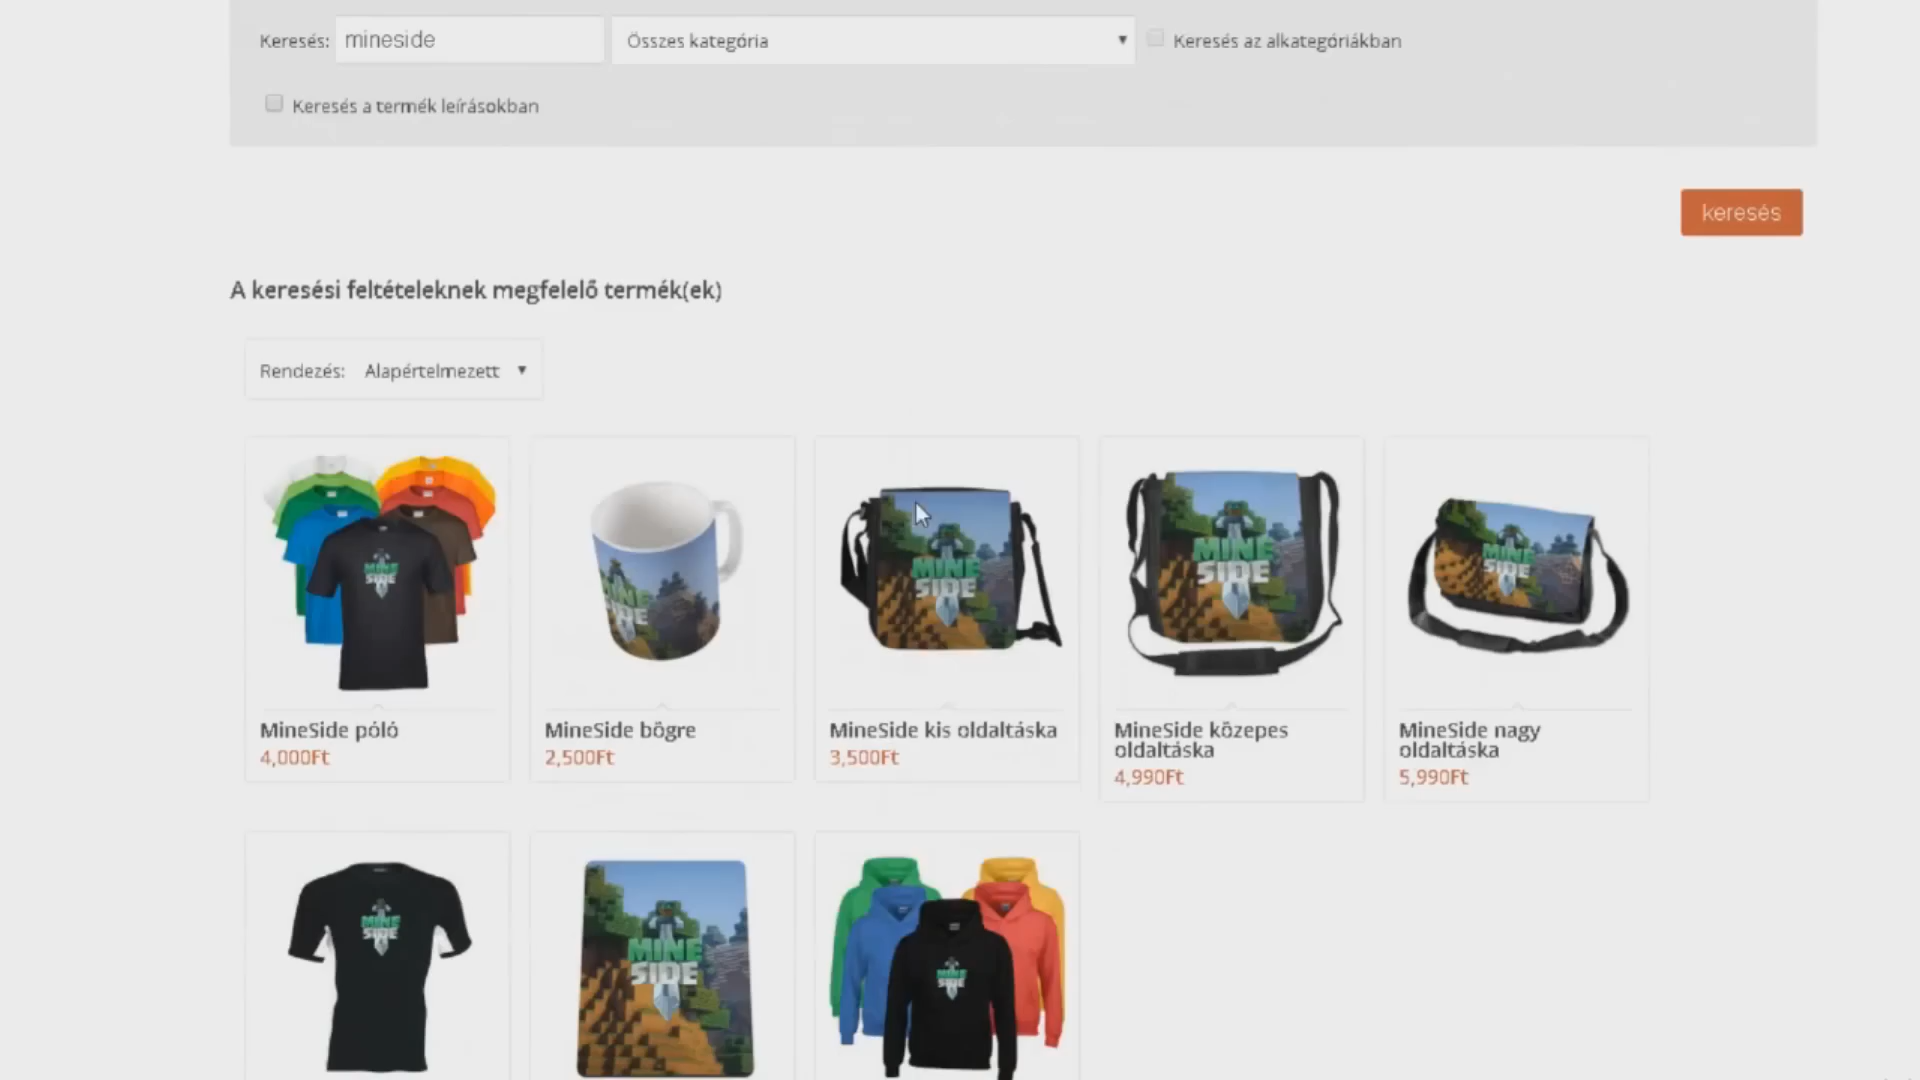 Keresés: mineside Összes kategória Keresés az alkategóriákban
Keresés a termék leírásokban
keresés
A keresési feltételeknek megfelelő termék(ek)
Rendezés: Alapértelmezett
MINE
SIDE
MINE
SIDE
MINE
SIDE
MINE
SIDE
MINE
SIDE
MineSide póló
4,000Ft
MineSide bögre
2,500Ft
MineSide kis oldaltáska
3,500Ft
MineSide közepes
oldaltáska
4,990Ft
MineSide nagy
oldaltáska
5,990Ft
MINE
SIDE
MINE
SIDE
MINE
SIDE